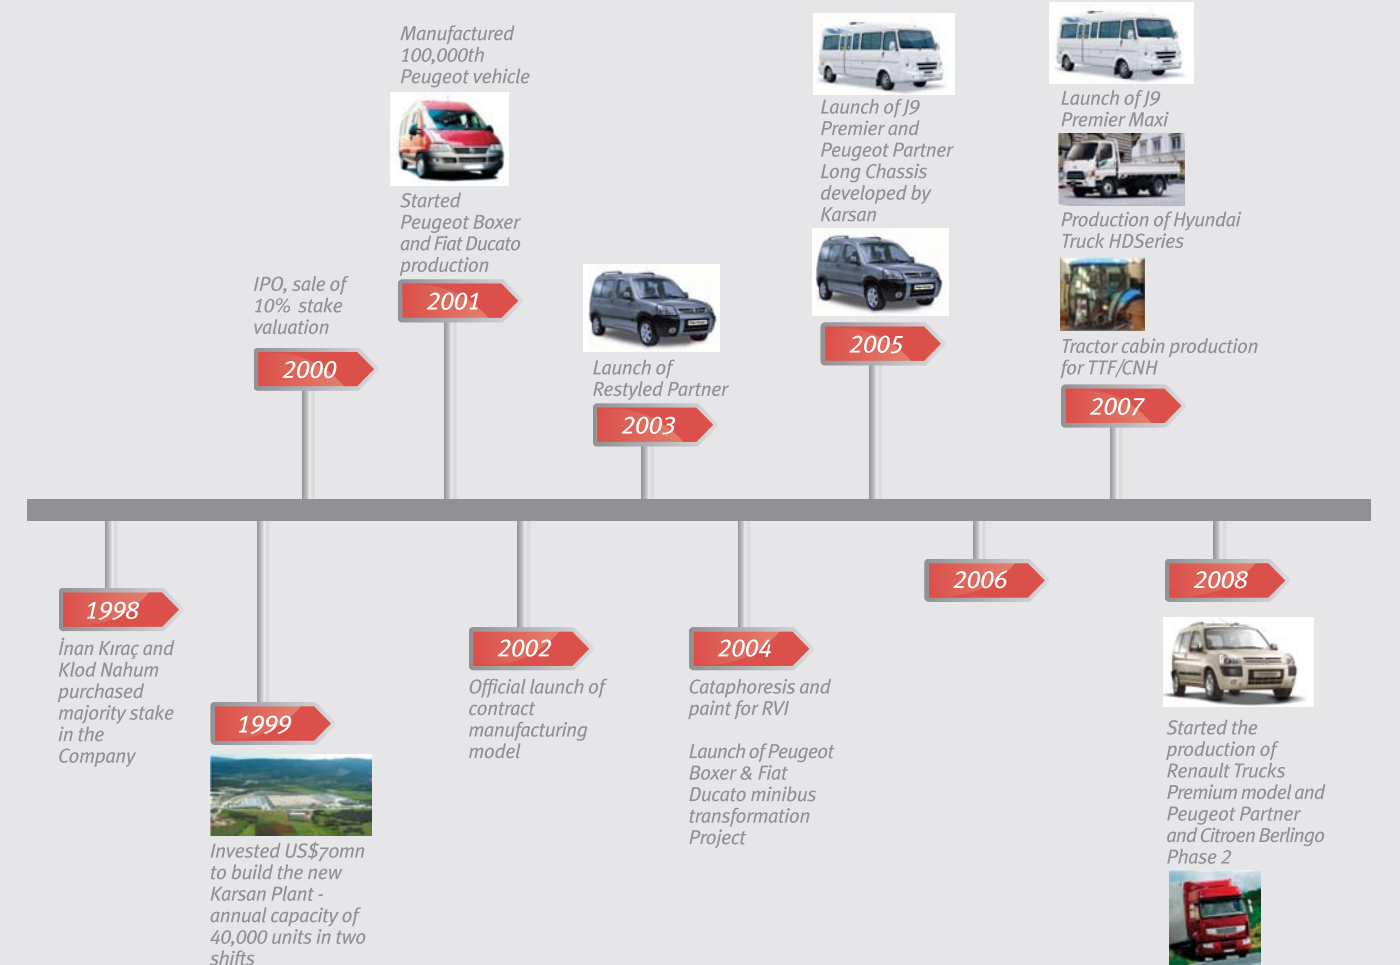 Manufactured
100,000th
Peugeot vehicle
Started
Peugeot Boxer
and Fiat Ducato
production
2001
IPO, sale of
10% stake
valuation
2000
Launch of
Restyled Partner
2003
Launch of J9
Premier and
Peugeot Partner
Long Chassis
developed by
Karsan
2005
Launch of J9
Premier Maxi
Production of Hyundai
Truck HDSeries
Tractor cabin production
for TTF/CNH
2007
1998
İnan Kıraç and
Klod Nahum
purchased
majority stake
in the
Company
1999
Invested US$70mn
to build the new
Karsan Plant -
annual capacity of
40,000 units in two
shifts
2002
Official launch of
contract
manufacturing
model
2004
Cataphoresis and
paint for RVI
Launch of Peugeot
Boxer & Fiat
Ducato minibus
transformation
Project
2006
2008
Started the
production of
Renault Trucks
Premium model and
Peugeot Partner
and Citroen Berlingo
Phase 2